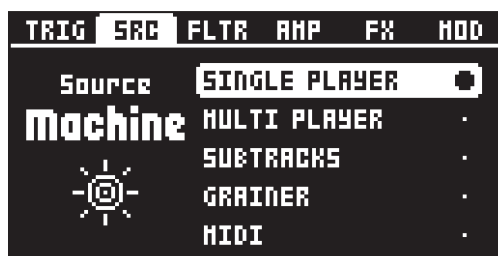 TRIG SRC FLTR AMP FX MOD
Source
Machine
SINGLE PLAYER
MULTI PLAYER
SUBTRACKS
GRAINER
MIDI